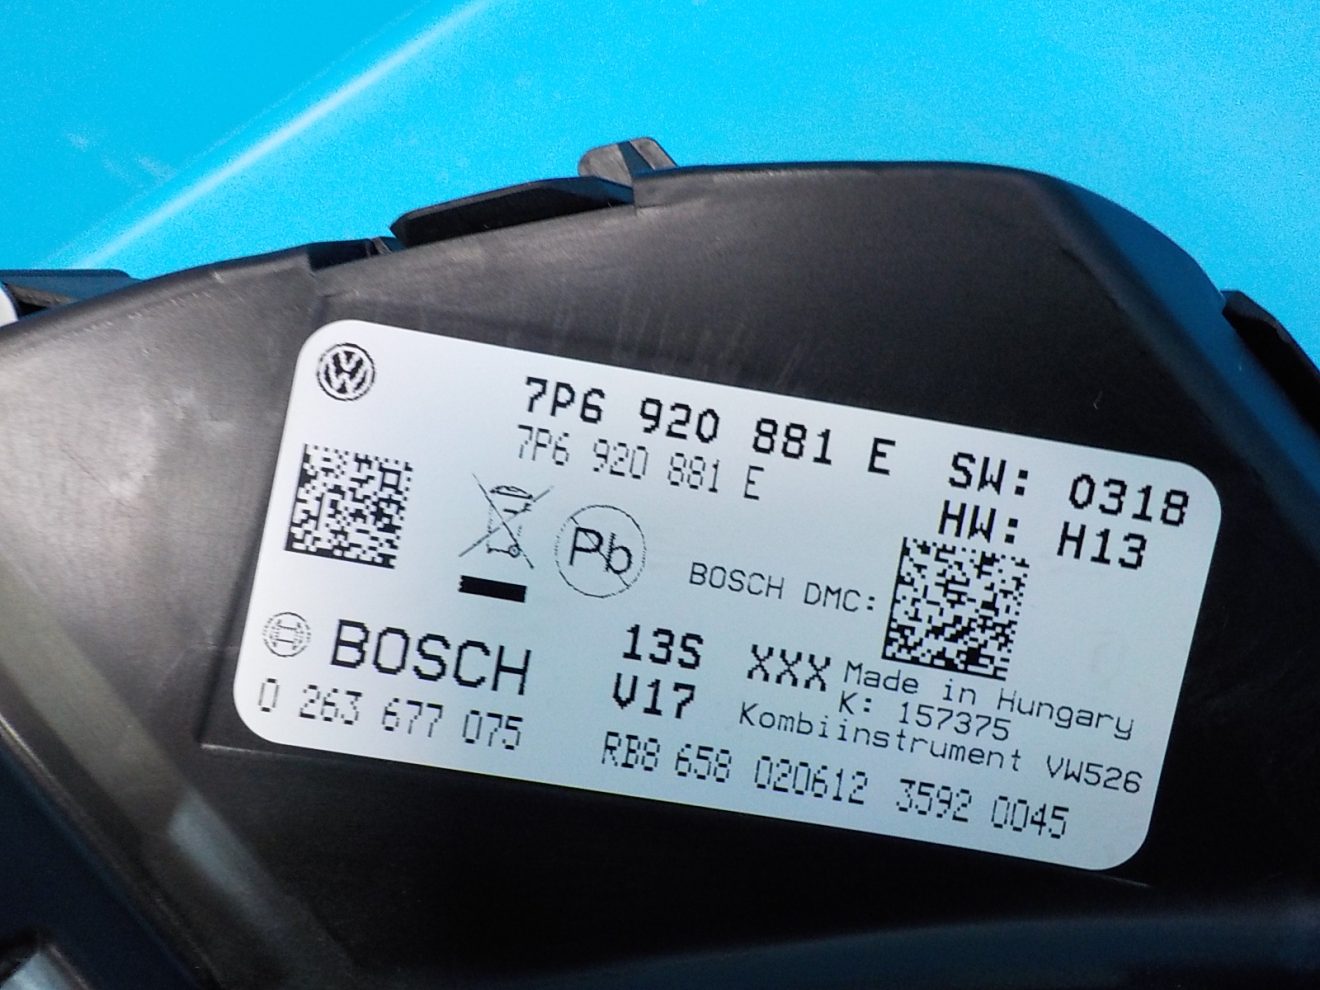 7P6 920 881 E
7P6 920 881 E
SW: 0318
HW: H13
Pb
BOSCH DMC:
BOSCH
0 263 677 075
13S
V17
XXX
Made in Hungary
K: 157375
Kombiinstrument VW526
RB8 658 020612 3592 0045